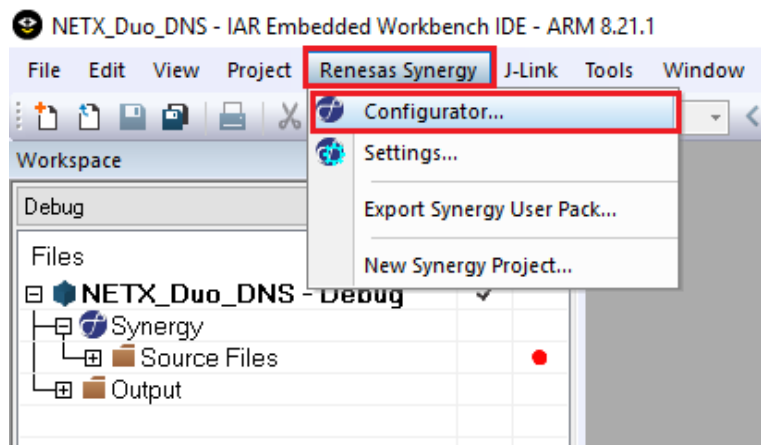 NETX_Duo_DNS - IAR Embedded Workbench IDE - ARM 8.21.1
File Edit View Project Renesas Synergy J-Link Tools Window
Configurator...
Workspace
Settings...
Debug
Export Synergy User Pack...
Files
New Synergy Project...
NETX_Duo_DNS - Debug
Synergy
Source Files
Output